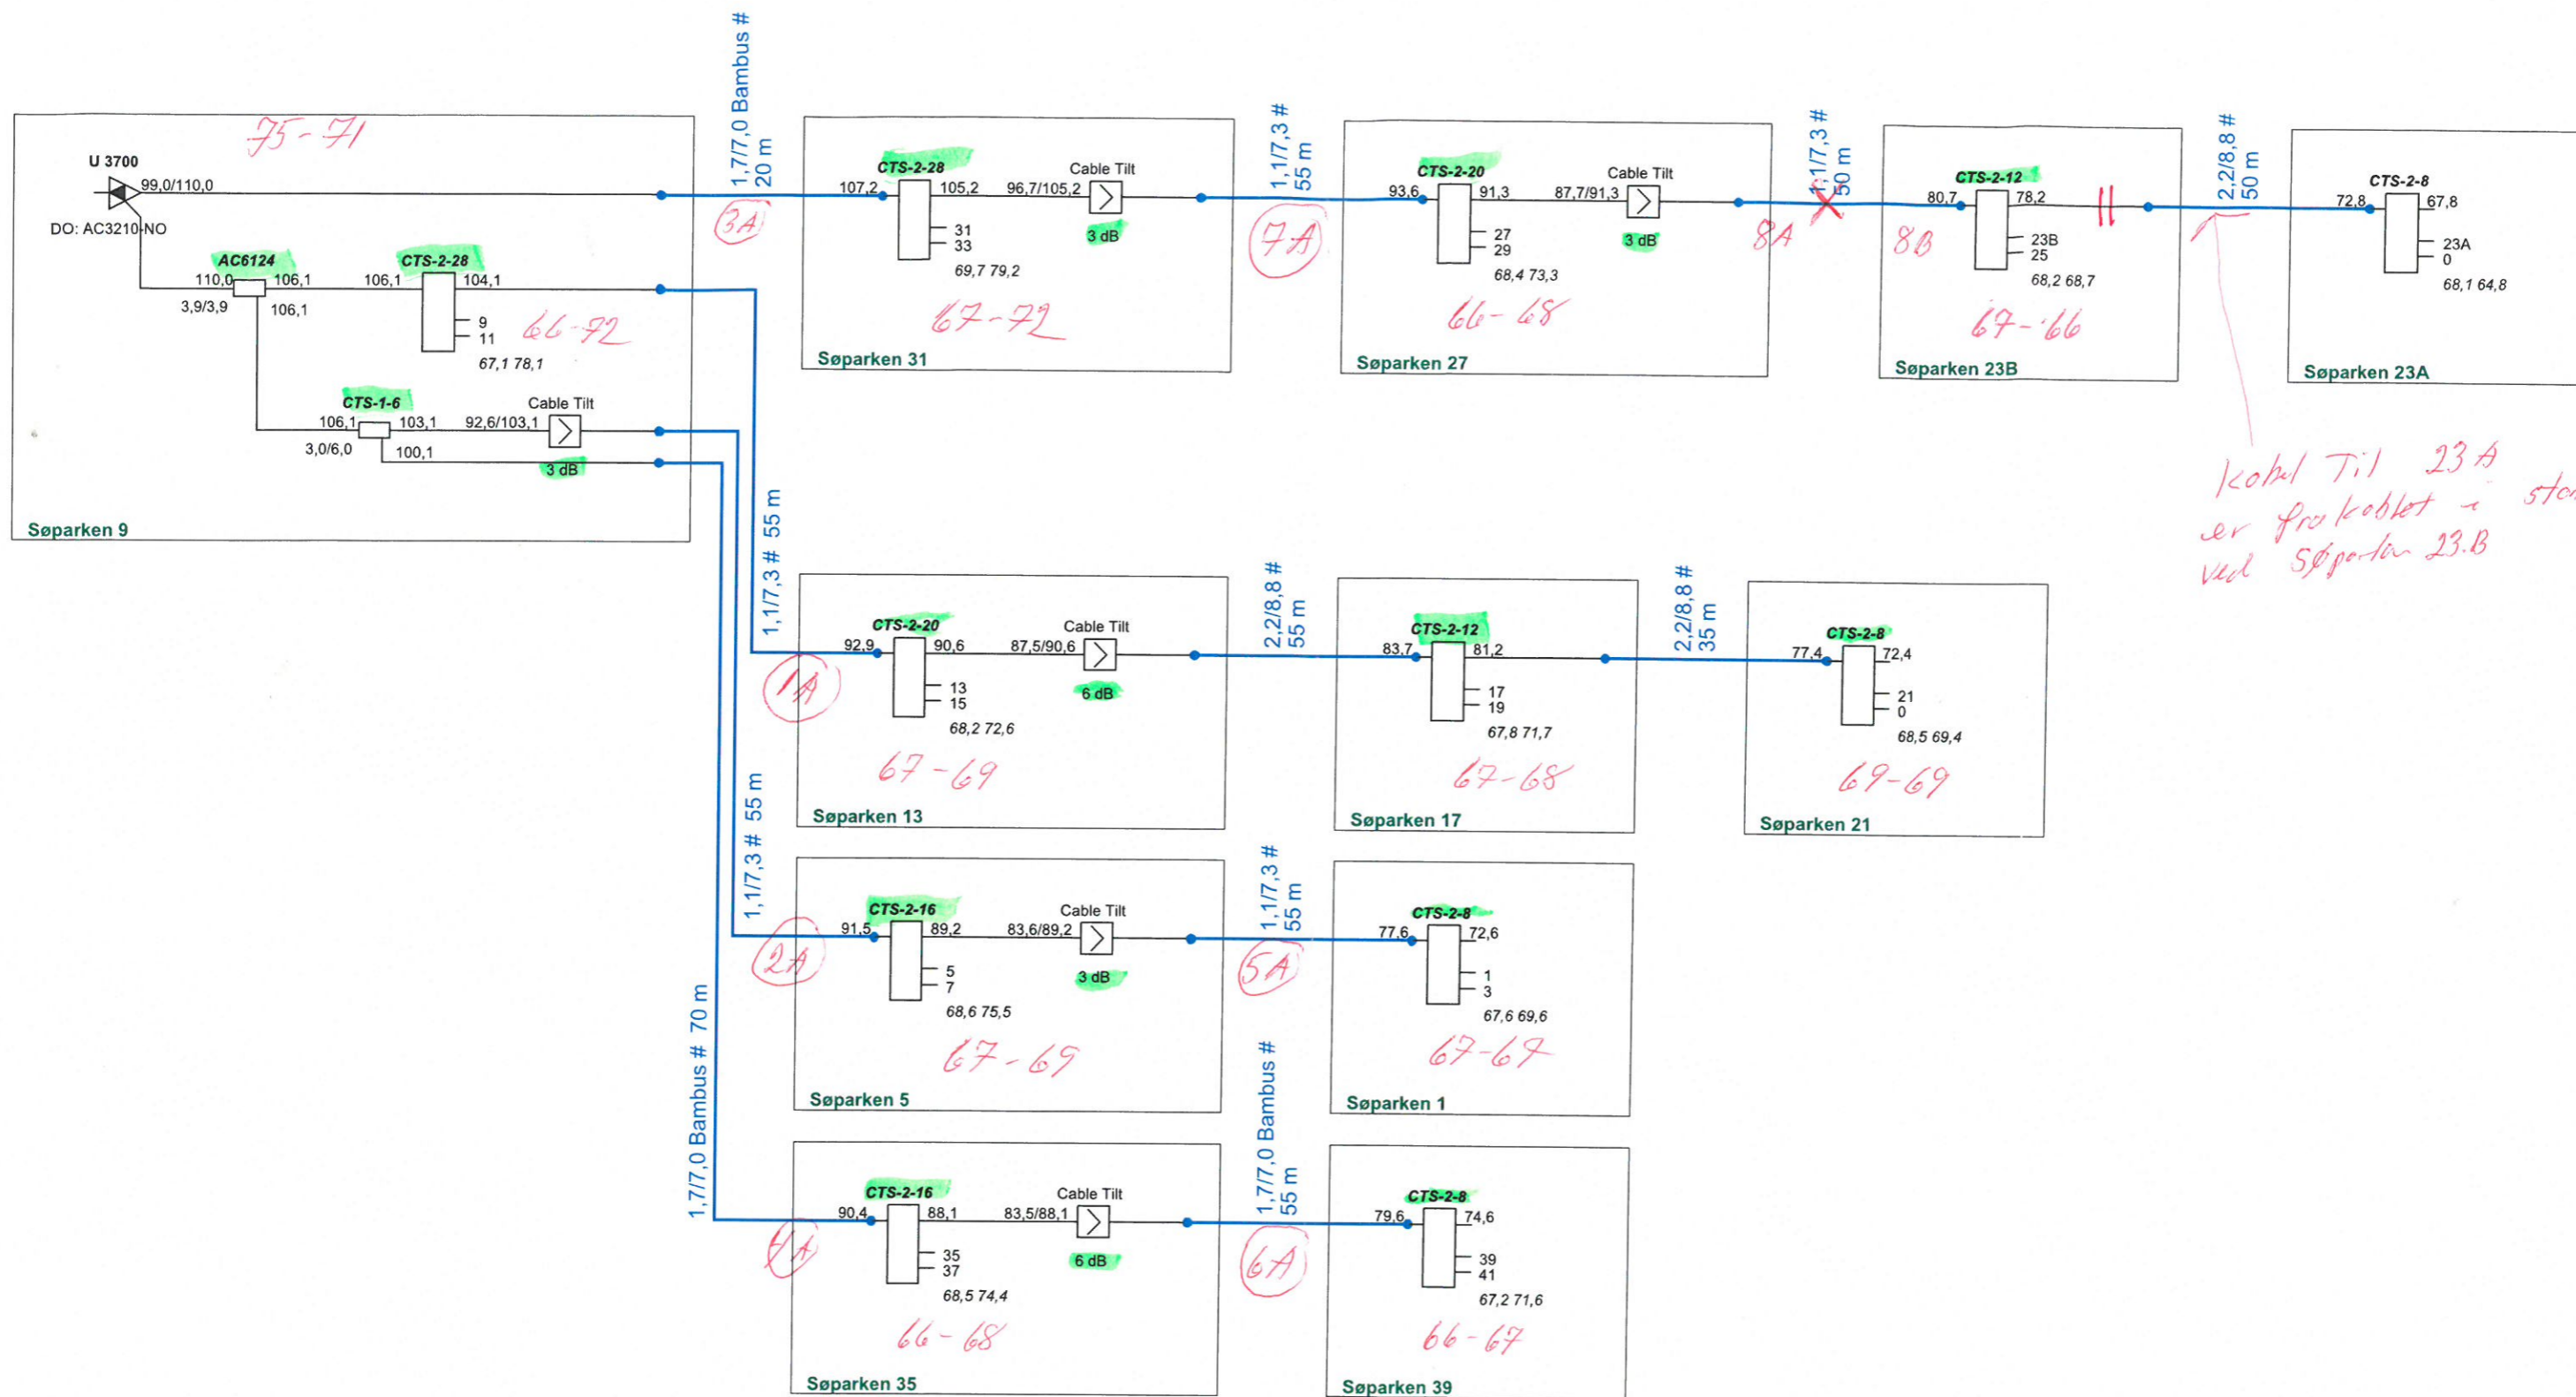 75-71
U 3700
99,0/110,0
DO: AC3210-NO
AC6124
110,0 106,1
3,9/3,9 106,1
CTS-2-28
106,1 104,1
9
11
67,1 78,1
66-72
CTS-1-6
106,1 103,1
3,0/6,0
100,1
92,6/103,1
Cable Tilt
3 dB
Søparken 9
1,7/7,0 Bambus #
20 m
3A
CTS-2-28
107,2 105,2
31
33
69,7 79,2
96,7/105,2
Cable Tilt
3 dB
67-72
Søparken 31
1,1/7,3 #
55 m
7A
CTS-2-20
93,6 91,3
27
29
68,4 73,3
87,7/91,3
Cable Tilt
3 dB
66-68
Søparken 27
1,1/7,3 #
50 m
8A
8B
CTS-2-12
80,7 78,2
23B
25
68,2 68,7
67-66
Søparken 23B
2,2/8,8 #
50 m
CTS-2-8
72,8 67,8
23A
0
68,1 64,8
Søparken 23A
Kabel Til 23A
er frakoblet i
ved Søparken 23.B
1,1/7,3 # 55 m
1A
CTS-2-20
92,9 90,6
13
15
68,2 72,6
87,5/90,6
Cable Tilt
6 dB
67-69
Søparken 13
2,2/8,8 #
55 m
CTS-2-12
83,7 81,2
17
19
67,8 71,7
67-68
Søparken 17
2,2/8,8 #
35 m
CTS-2-8
77,4 72,4
21
0
68,5 69,4
69-69
Søparken 21
1,1/7,3 # 55 m
2A
CTS-2-16
91,5 89,2
5
7
68,6 75,5
83,6/89,2
Cable Tilt
3 dB
67-69
Søparken 5
1,1/7,3 #
55 m
5A
CTS-2-8
77,6 72,6
1
3
67,6 69,6
67-67
Søparken 1
1,7/7,0 Bambus # 70 m
4A
CTS-2-16
90,4 88,1
35
37
68,5 74,4
83,5/88,1
Cable Tilt
6 dB
66-68
Søparken 35
1,7/7,0 Bambus #
55 m
6A
CTS-2-8
79,6 74,6
39
41
67,2 71,6
66-67
Søparken 39